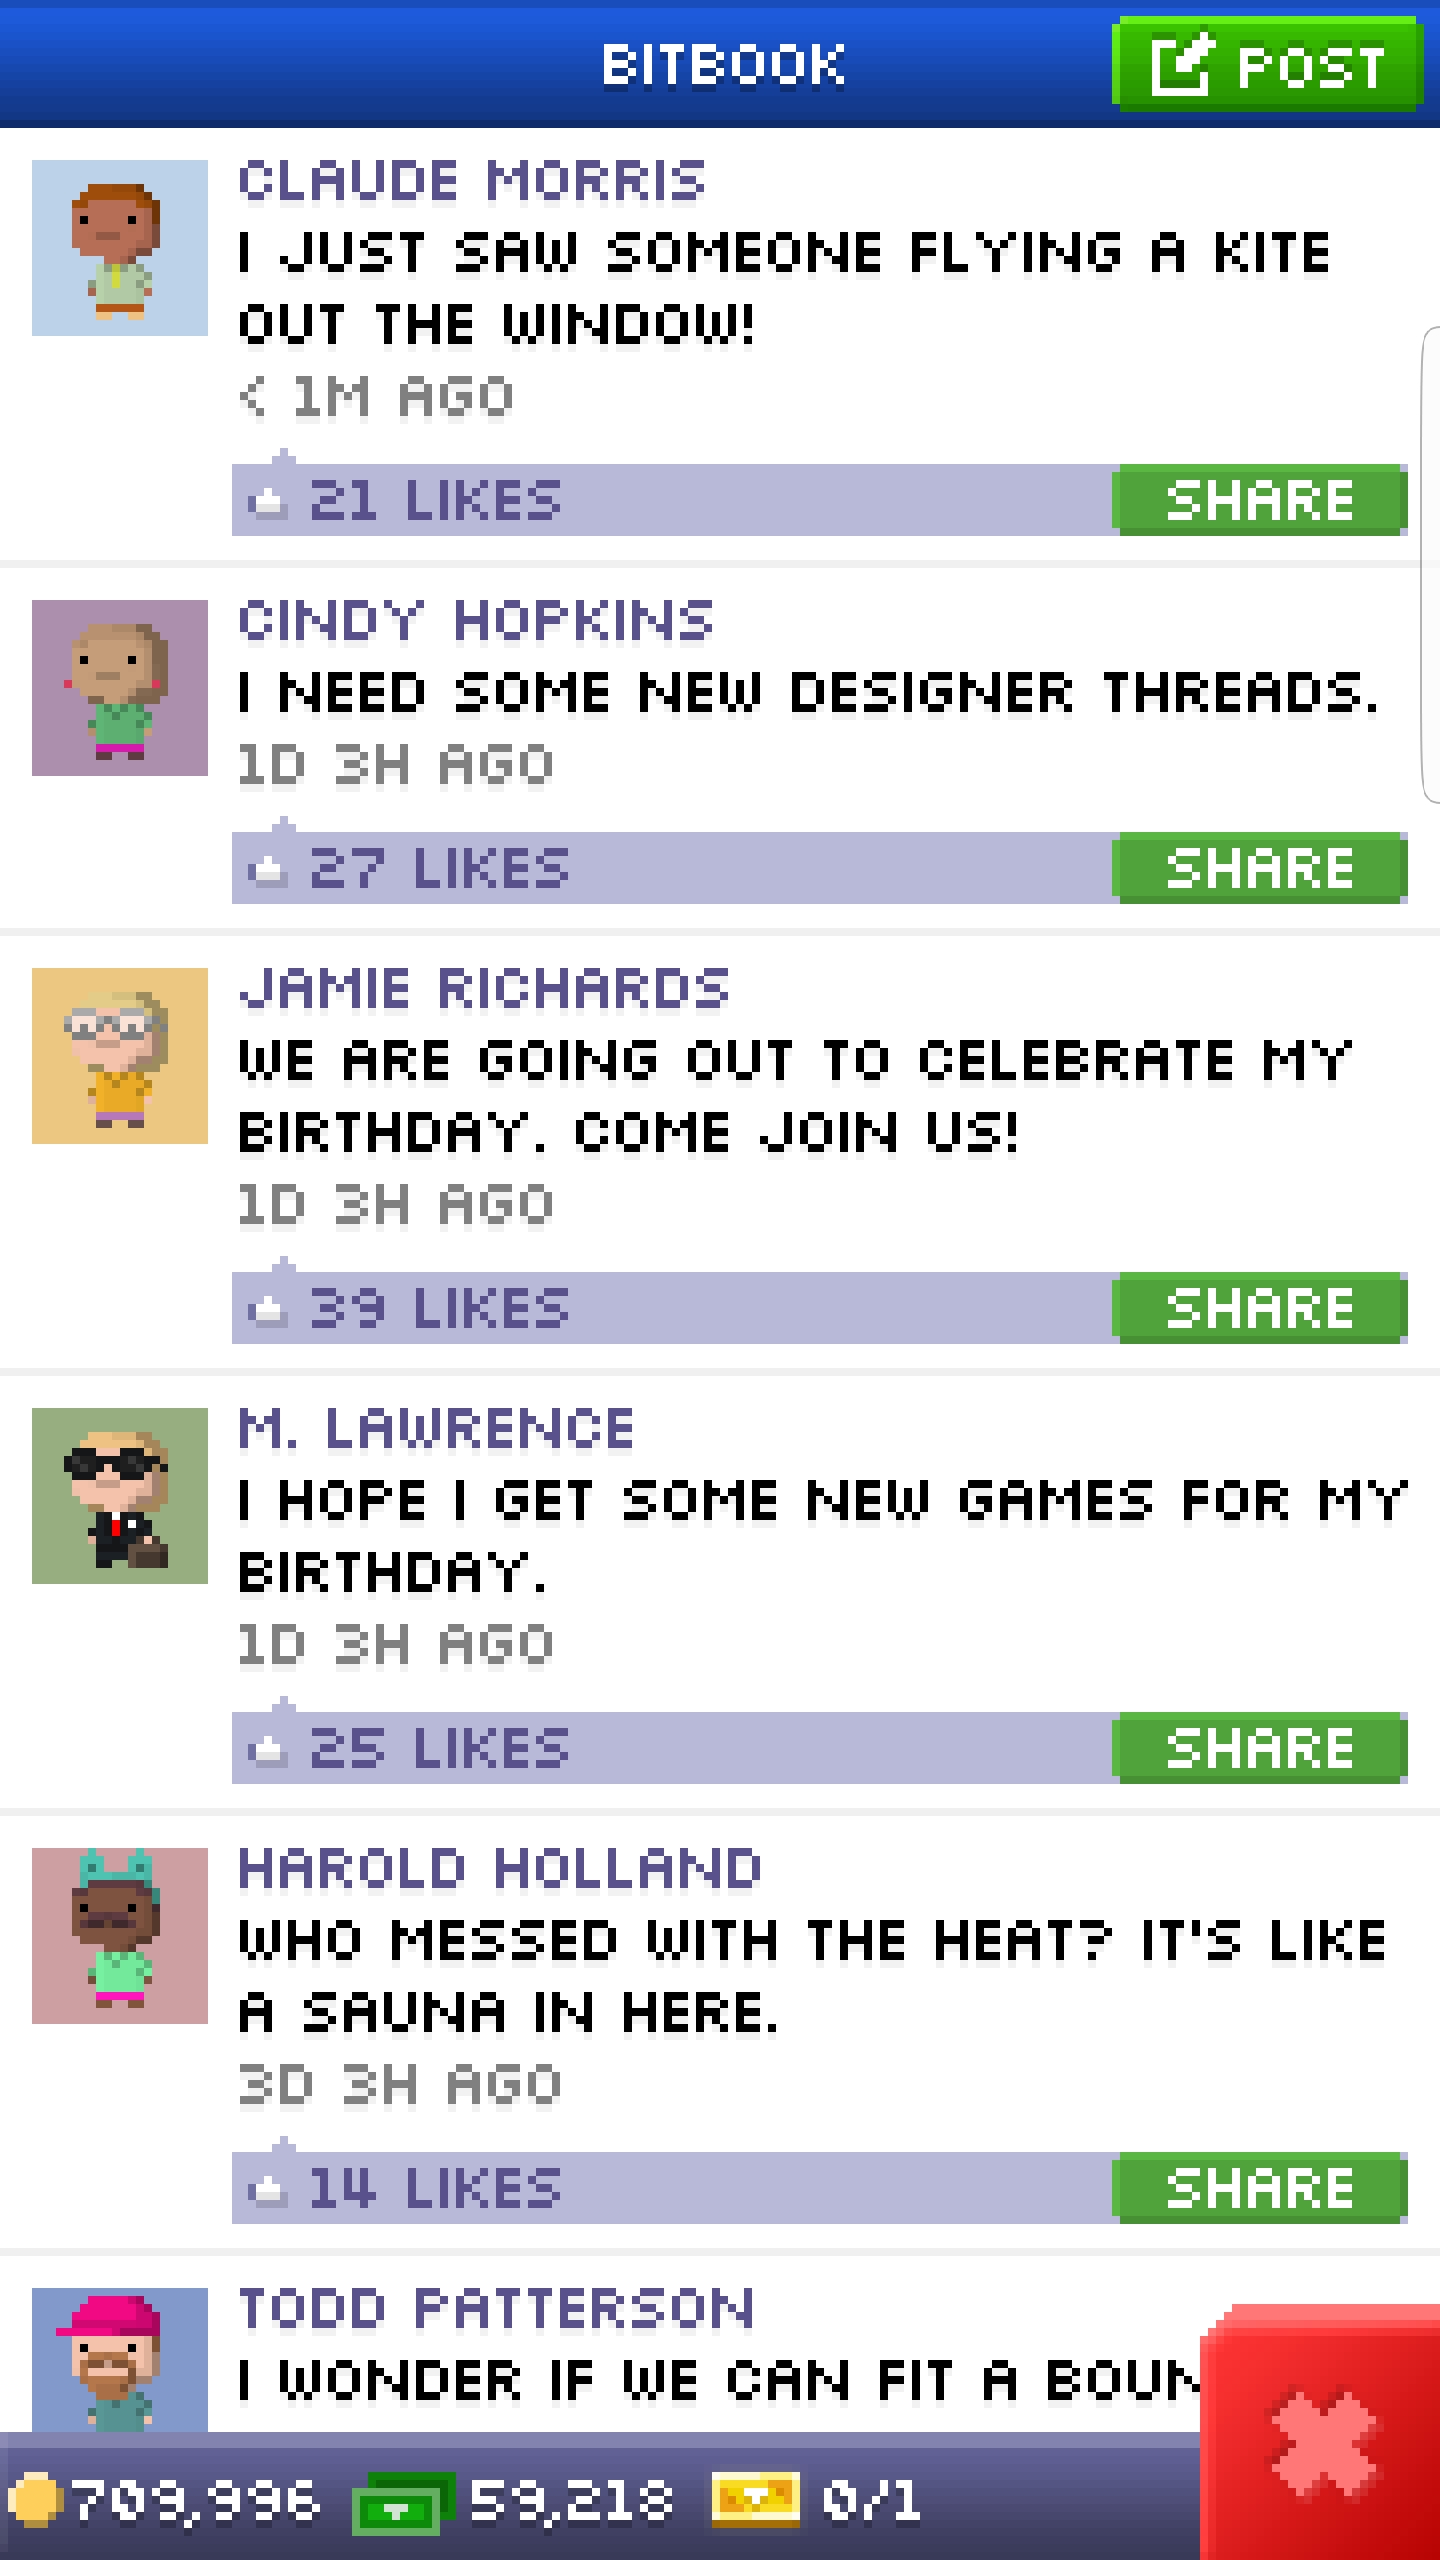 BITBOOK
POST
CLAUDE MORRIS
I JUST SAW SOMEONE FLYING A KITE
OUT THE WINDOW!
< 1M AGO
21 LIKES
SHARE
CINDY HOPKINS
I NEED SOME NEW DESIGNER THREADS.
1D 3H AGO
27 LIKES
SHARE
JAMIE RICHARDS
WE ARE GOING OUT TO CELEBRATE MY
BIRTHDAY. COME JOIN US!
1D 3H AGO
39 LIKES
SHARE
M. LAWRENCE
I HOPE I GET SOME NEW GAMES FOR MY
BIRTHDAY.
1D 3H AGO
25 LIKES
SHARE
HAROLD HOLLAND
WHO MESSED WITH THE HEAT? IT'S LIKE
A SAUNA IN HERE.
3D 3H AGO
14 LIKES
SHARE
TODD PATTERSON
I WONDER IF WE CAN FIT A BOUN
709,996
59,218
0/1